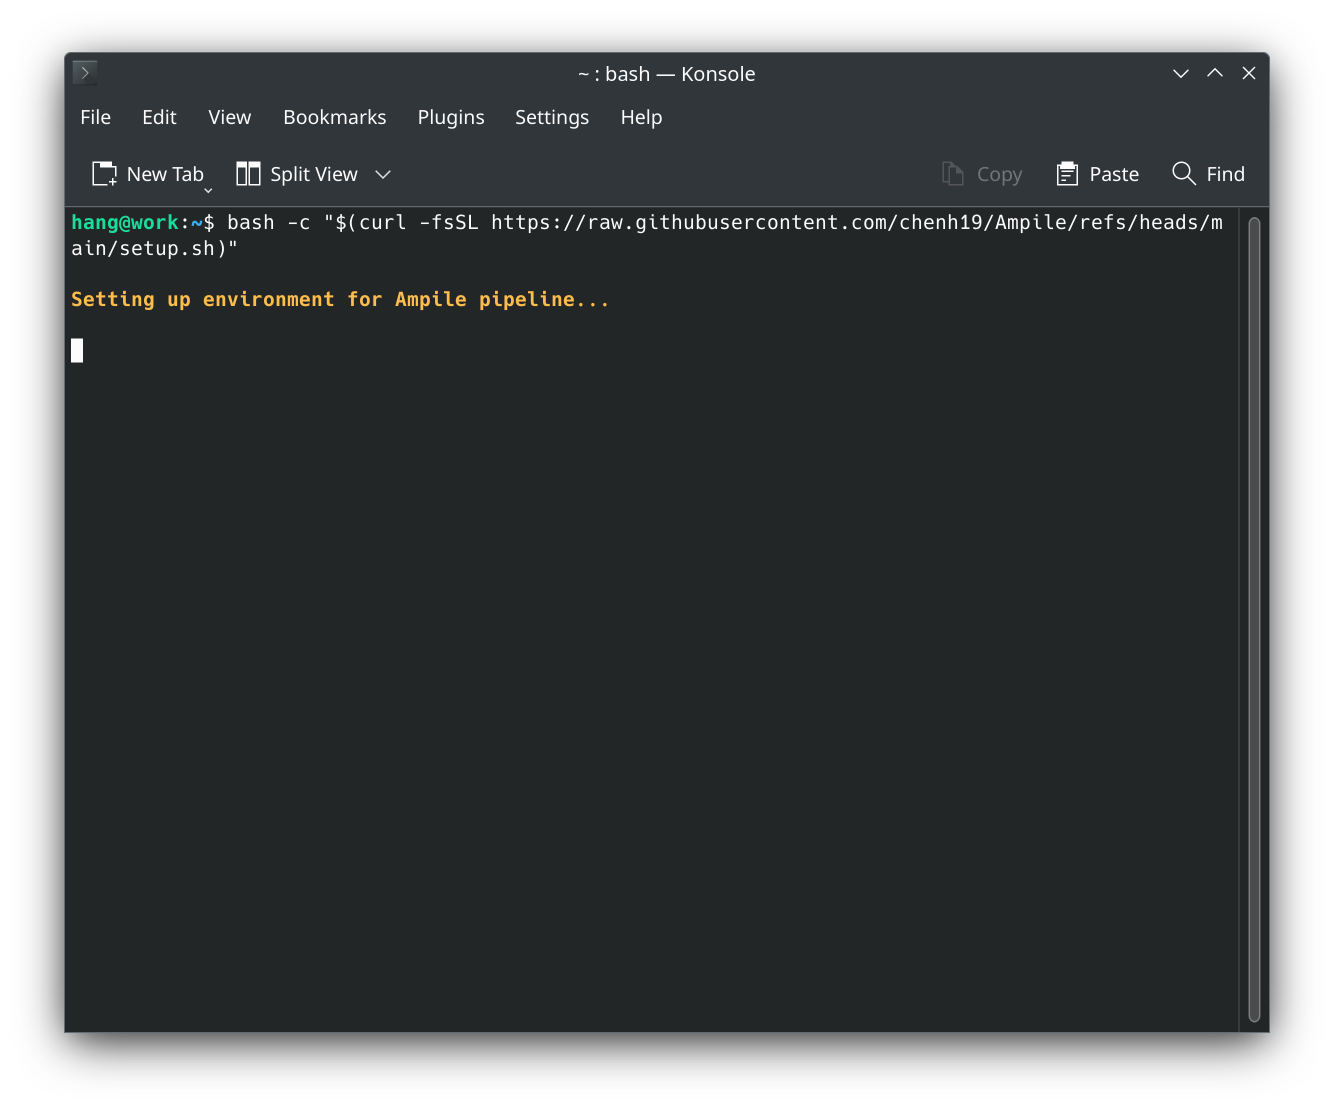 ~ : bash — Konsole
File Edit View Bookmarks Plugins Settings Help
New Tab Split View Copy Paste Find
hang@work:~$ bash -c "$(curl -fsSL https://raw.githubusercontent.com/chenh19/Ampile/refs/heads/m
ain/setup.sh)"
Setting up environment for Ampile pipeline...